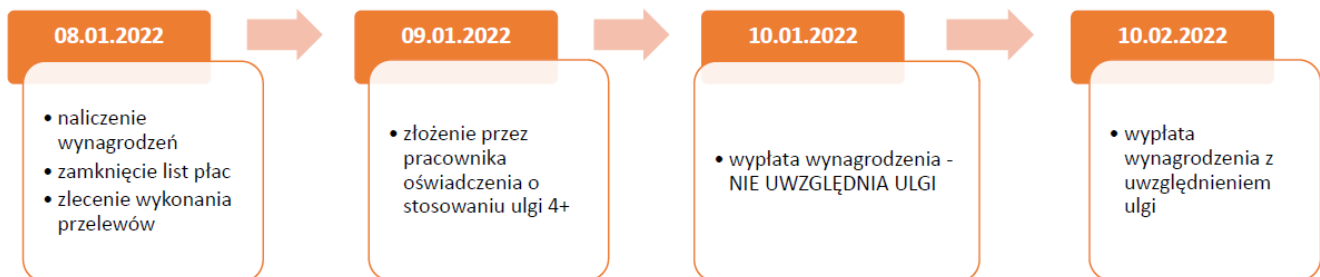 08.01.2022
• naliczenie
wynagrodzeń
• zamknięcie list płac
• zlecenie wykonania
przelewów
09.01.2022
• złożenie przez
pracownika
oświadczenia o
stosowaniu ulgi 4+
10.01.2022
• wypłata wynagrodzenia -
NIE UWZGLĘDNIA ULGI
10.02.2022
• wypłata
wynagrodzenia z
uwzględnieniem
ulgi